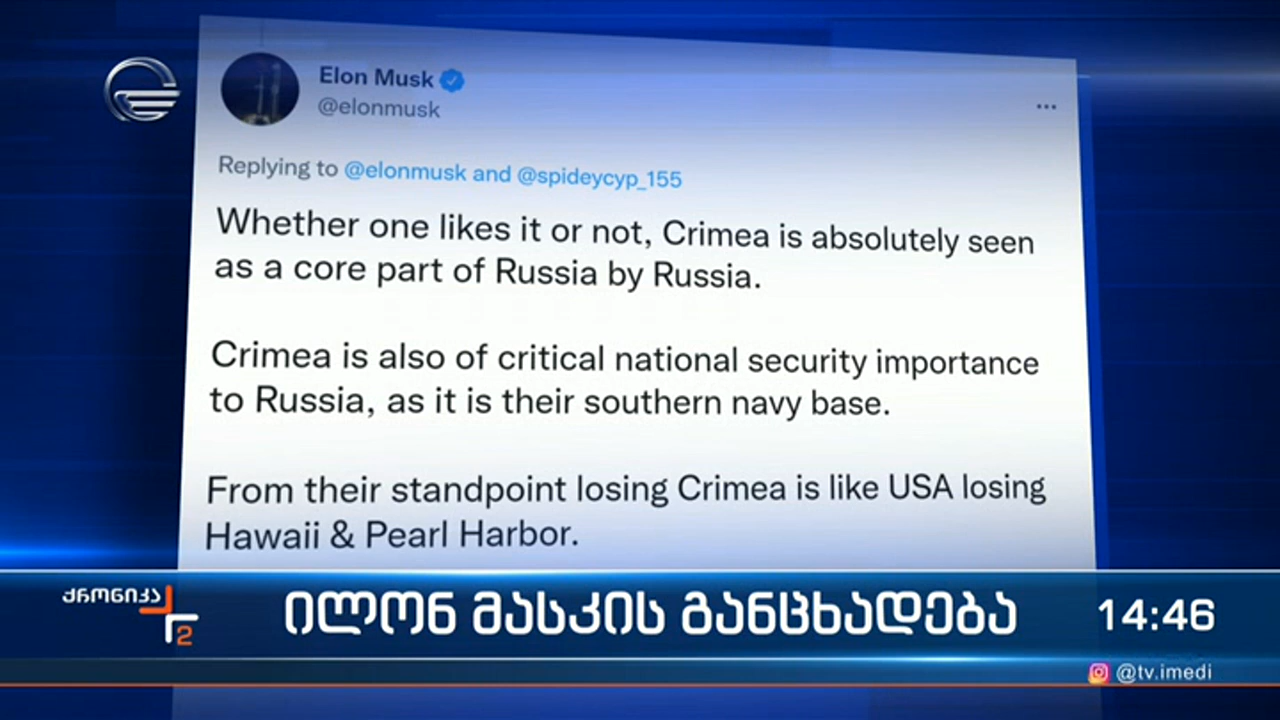 Elon Musk
@elonmusk
Replying to @elonmusk and @spideycyp_155
Whether one likes it or not, Crimea is absolutely seen
as a core part of Russia by Russia.
Crimea is also of critical national security importance
to Russia, as it is their southern navy base.
From their standpoint losing Crimea is like USA losing
Hawaii & Pearl Harbor.
ქრონიკა
2
ილონ მასკის განცხადება
14:46
@tv.imedi